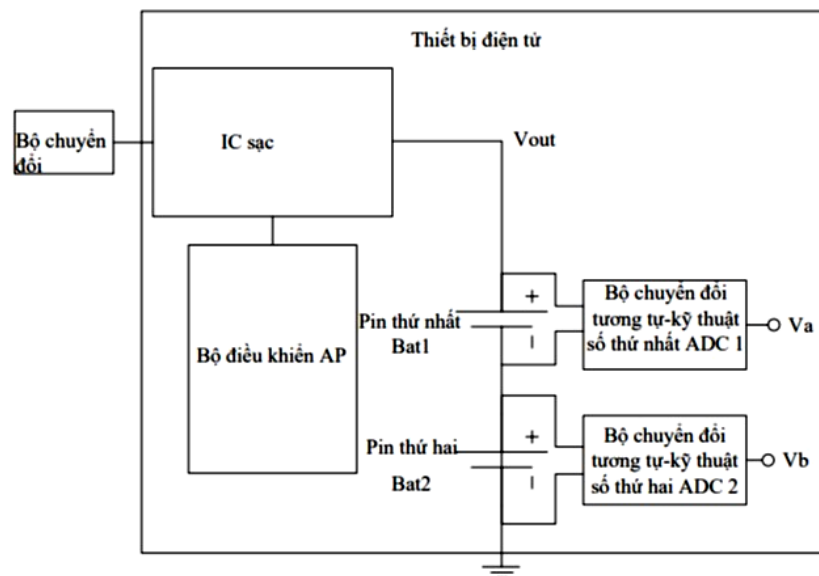 Thiết bị điện tử
Bộ chuyển
đổi
IC sạc
Vout
Bộ điều khiển AP
Pin thứ nhất
Bat1
+
–
Bộ chuyển đổi
tương tự-kỹ thuật
số thứ nhất ADC 1
Va
Pin thứ hai
Bat2
+
–
Bộ chuyển đổi
tương tự-kỹ thuật
số thứ hai ADC 2
Vb